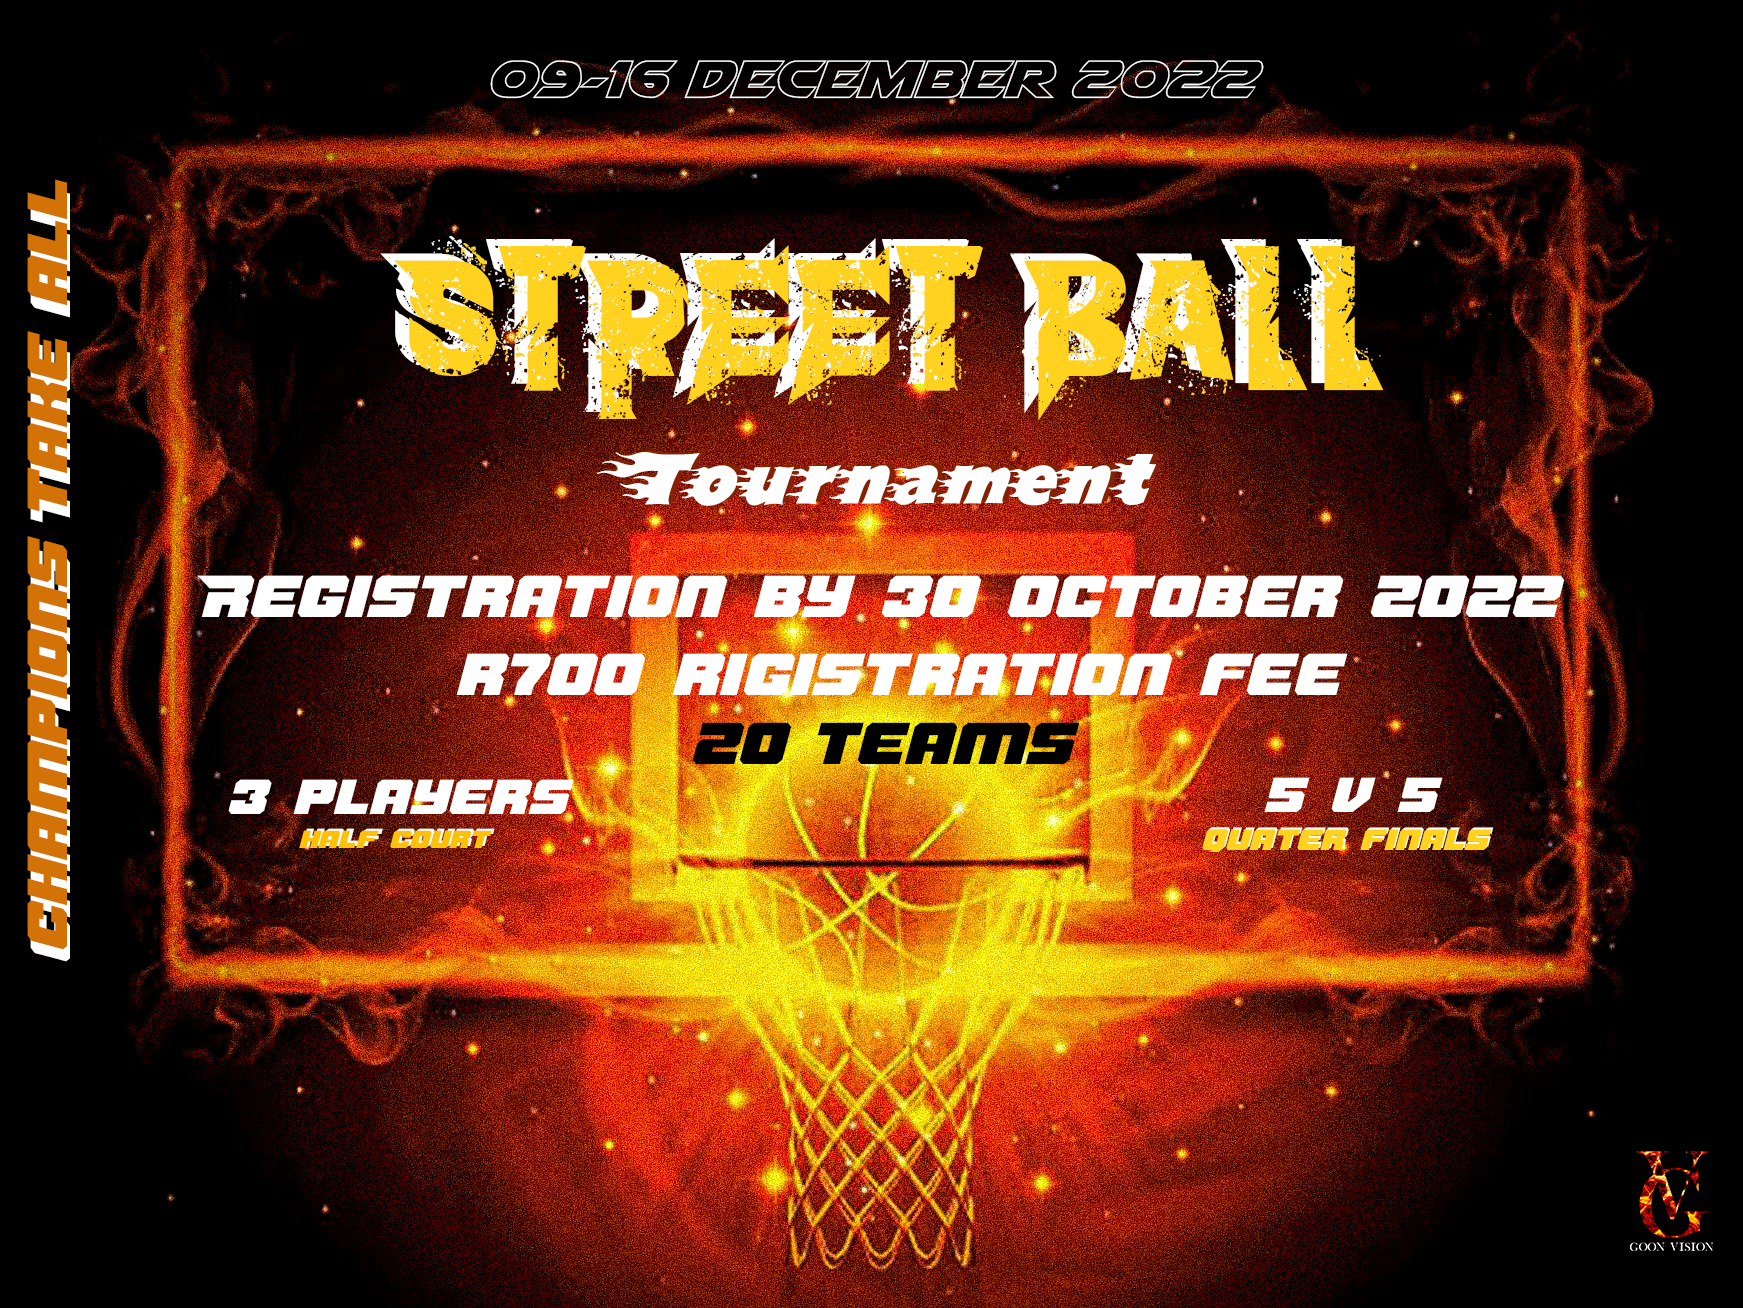 09-16 DECEMBER 2022
CHAMPIONS TAKE ALL
STREET BALL
Tournament
REGISTRATION BY 30 OCTOBER 2022
R700 RIGISTRATION FEE
20 TEAMS
3 PLAYERS
HALF COURT
5 V 5
QUATER FINALS
GOON VISION